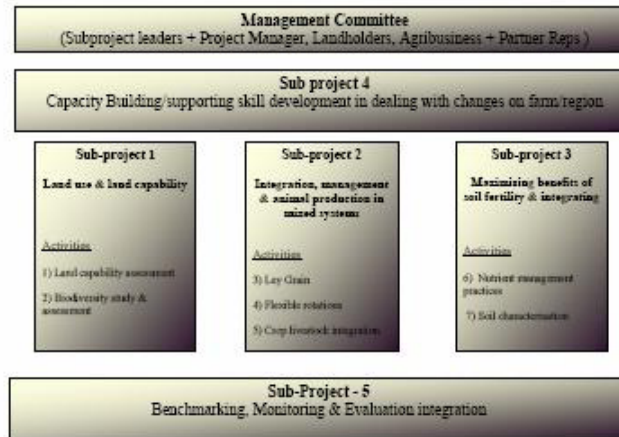 Management Committee
(Subproject leaders + Project Manager, Landholders, Agribusiness + Partner Reps )
Sub project 4
Capacity Building/supporting skill development in dealing with changes on farm/region
Sub-project 1
Land use & land capability
Activities
1) Land capability assessment
2) Biodiversity study &
assessment
Sub-project 2
Integration, management
& animal production in
mixed systems
Activities
3) Ley Grain
4) Flexible rotations
5) Crop livestock integration
Sub-project 3
Maximising benefits of
soil fertility & integrating
Activities
6) Nutrient management
practices
7) Soil characterisation
Sub-Project - 5
Benchmarking, Monitoring & Evaluation integration